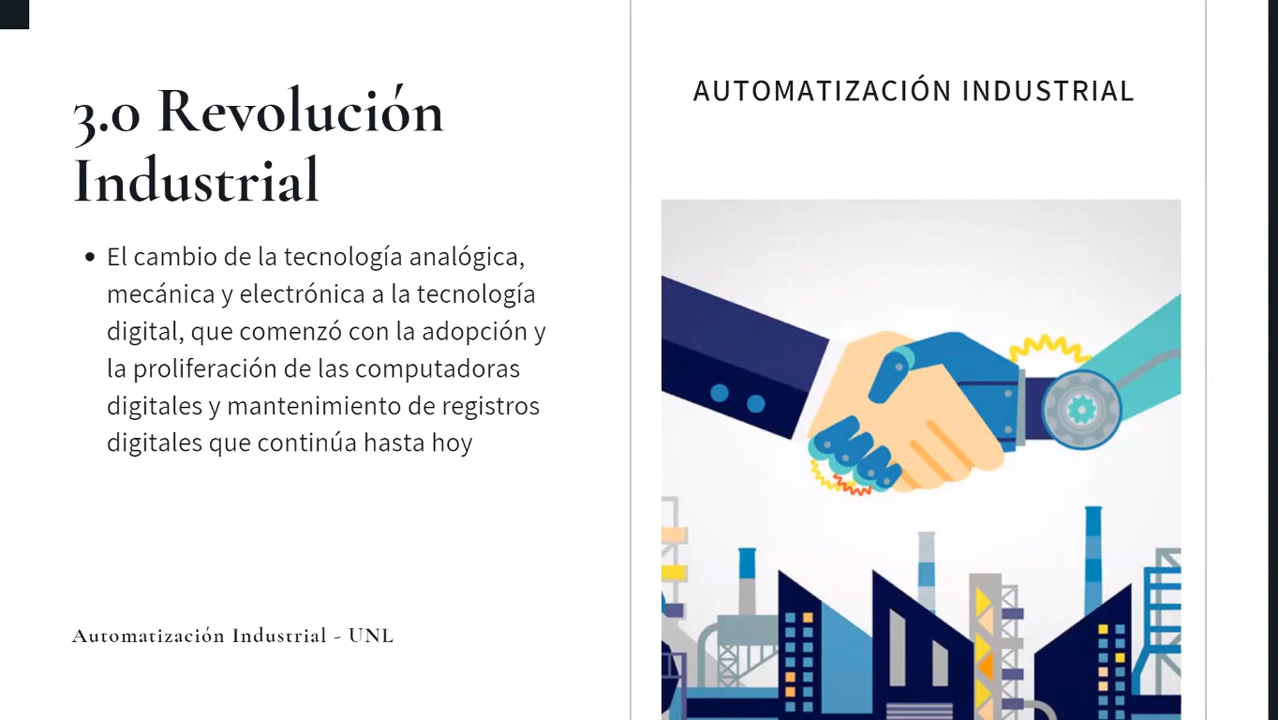 3.0 Revolución
Industrial
El cambio de la tecnología analógica,
mecánica y electrónica a la tecnología
digital, que comenzó con la adopción y
la proliferación de las computadoras
digitales y mantenimiento de registros
digitales que continúa hasta hoy
Automatización Industrial - UNL
AUTOMATIZACIÓN INDUSTRIAL